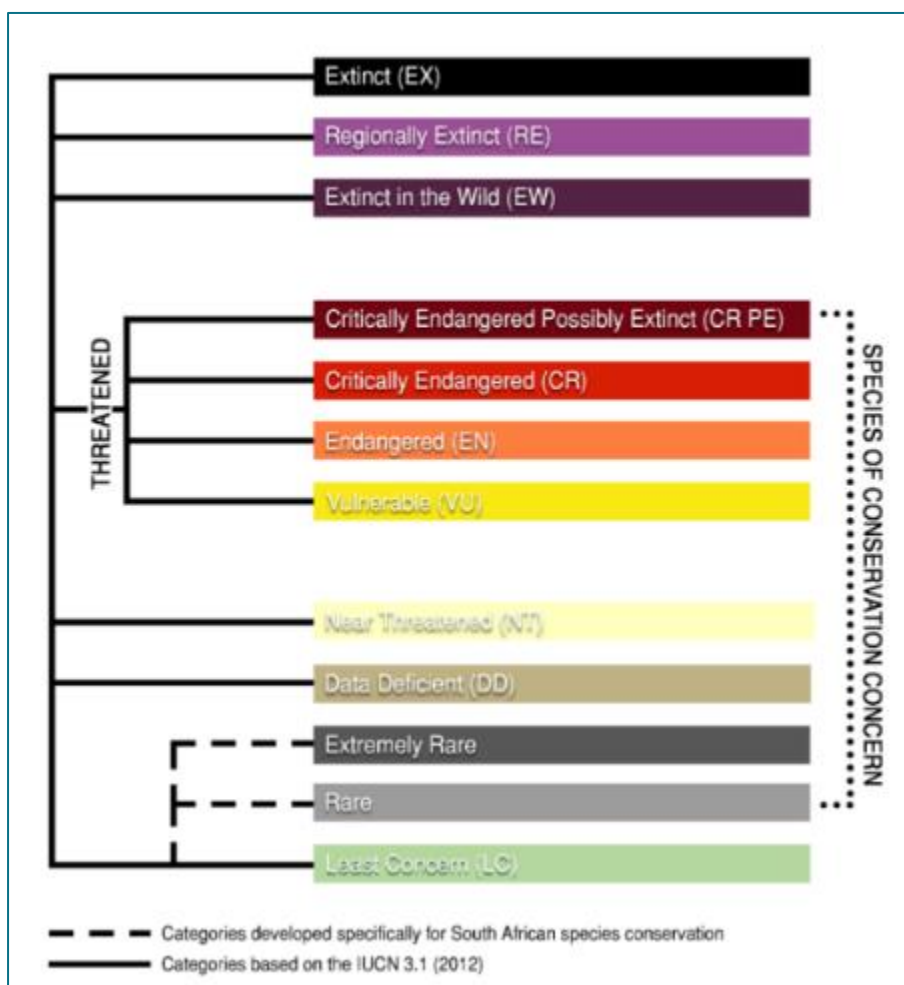 Extinct (EX)
Regionally Extinct (RE)
Extinct in the Wild (EW)
THREATENED
Critically Endangered Possibly Extinct (CR PE)
Critically Endangered (CR)
Endangered (EN)
Vulnerable (VU)
Near Threatened (NT)
Data Deficient (DD)
Extremely Rare
Rare
Least Concern (LC)
SPECIES OF CONSERVATION CONCERN
Categories developed specifically for South African species conservation
Categories based on the IUCN 3.1 (2012)